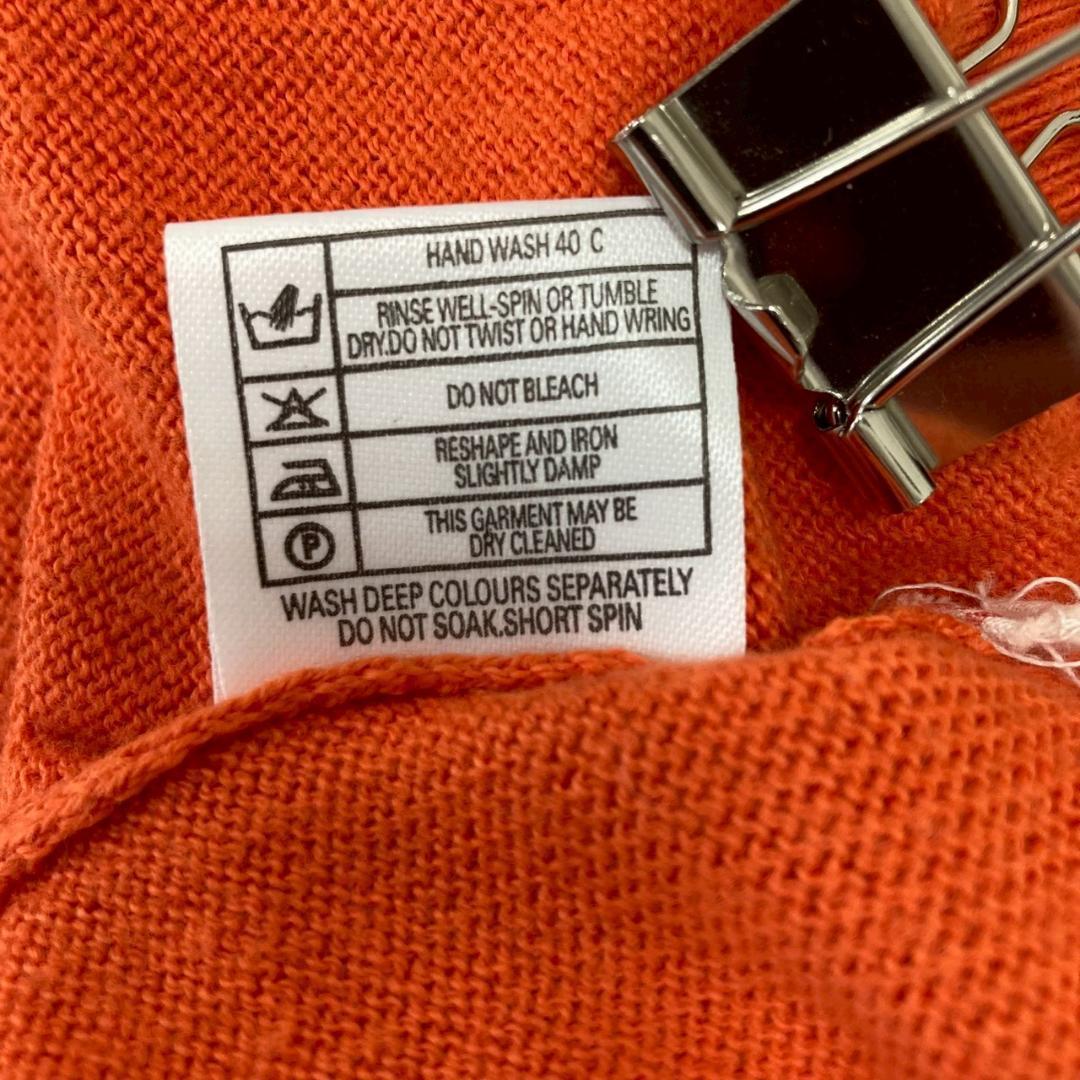 HAND WASH 40 C
RINSE WELL-SPIN OR TUMBLE
DRY.DO NOT TWIST OR HAND WRING
DO NOT BLEACH
RESHAPE AND IRON
SLIGHTLY DAMP
P
THIS GARMENT MAY BE
DRY CLEANED
WASH DEEP COLOURS SEPARATELY
DO NOT SOAK.SHORT SPIN